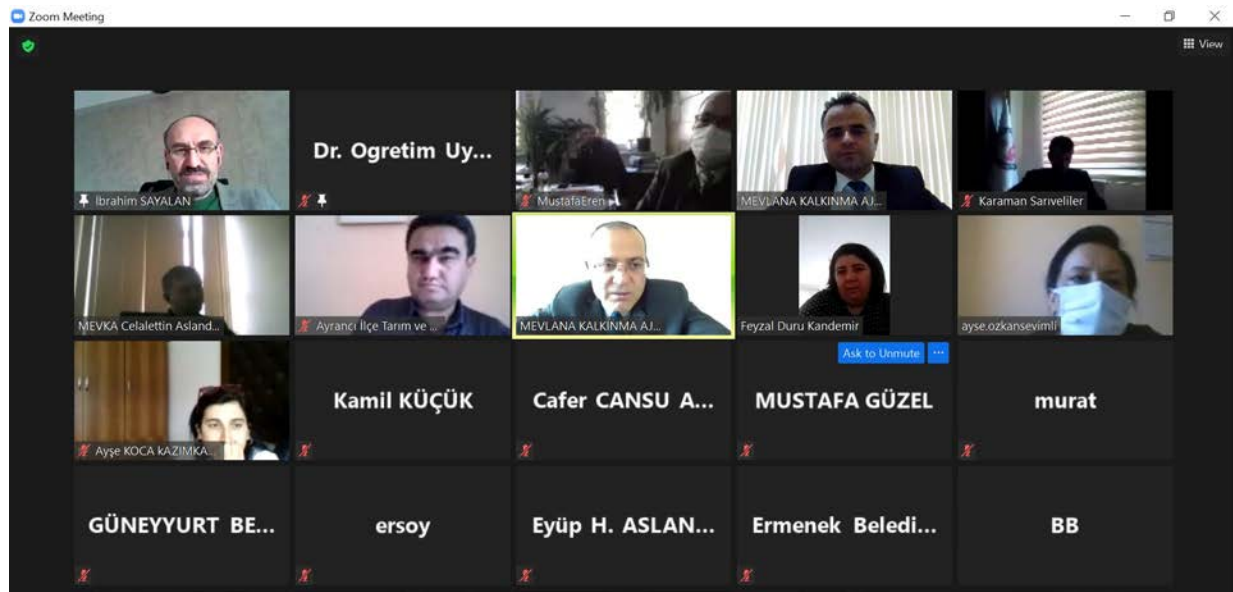 Zoom Meeting
View
İbrahim SAYALAN
Dr. Ogretim Uy...
MustafaEren
MEVLANA KALKINMA AJ...
Karaman Sarıveliler
MEVKA Celalettin Asland...
Ayrancı İlçe Tarım ve ...
MEVLANA KALKINMA AJ...
Feyzal Duru Kandemir
ayse.ozkansevimli
Ask to Unmute ...
Ayşe KOCA kAZIMKA...
Kamil KÜÇÜK
Cafer CANSU A...
MUSTAFA GÜZEL
murat
GÜNEYYURT BE...
ersoy
Eyüp H. ASLAN...
Ermenek Beledi...
BB